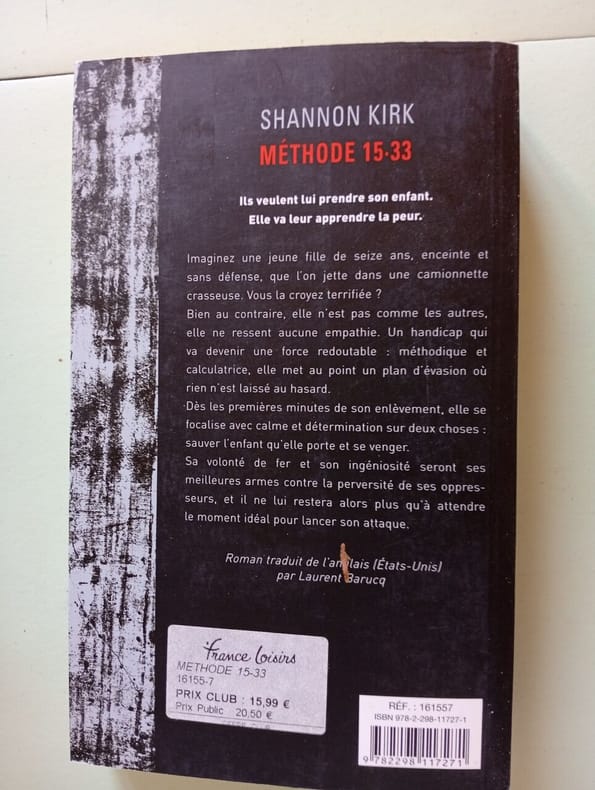 SHANNON KIRK
MÉTHODE 15·33
Ils veulent lui prendre son enfant.
Elle va leur apprendre la peur.
Imaginez une jeune fille de seize ans, enceinte et
sans défense, que l'on jette dans une camionnette
crasseuse. Vous la croyez terrifiée ?
Bien au contraire, elle n'est pas comme les autres,
elle ne ressent aucune empathie. Un handicap qui
va devenir une force redoutable : méthodique et
calculatrice, elle met au point un plan d'évasion où
rien n'est laissé au hasard.
Dès les premières minutes de son enlèvement, elle se
focalise avec calme et détermination sur deux choses :
sauver l'enfant qu'elle porte et se venger.
Sa volonté de fer et son ingéniosité seront ses
meilleures armes contre la perversité de ses oppres-
seurs, et il ne lui restera alors plus qu'à attendre
le moment idéal pour lancer son attaque.
Roman traduit de l'anglais (États-Unis)
par Laurent Barucq
france loisirs
METHODE 15-33
16155-7
PRIX CLUB : 15,99 €
Prix Public 20,50 €
RÉF. : 161557
ISBN 978-2-298-11727-1
9 782298 117271